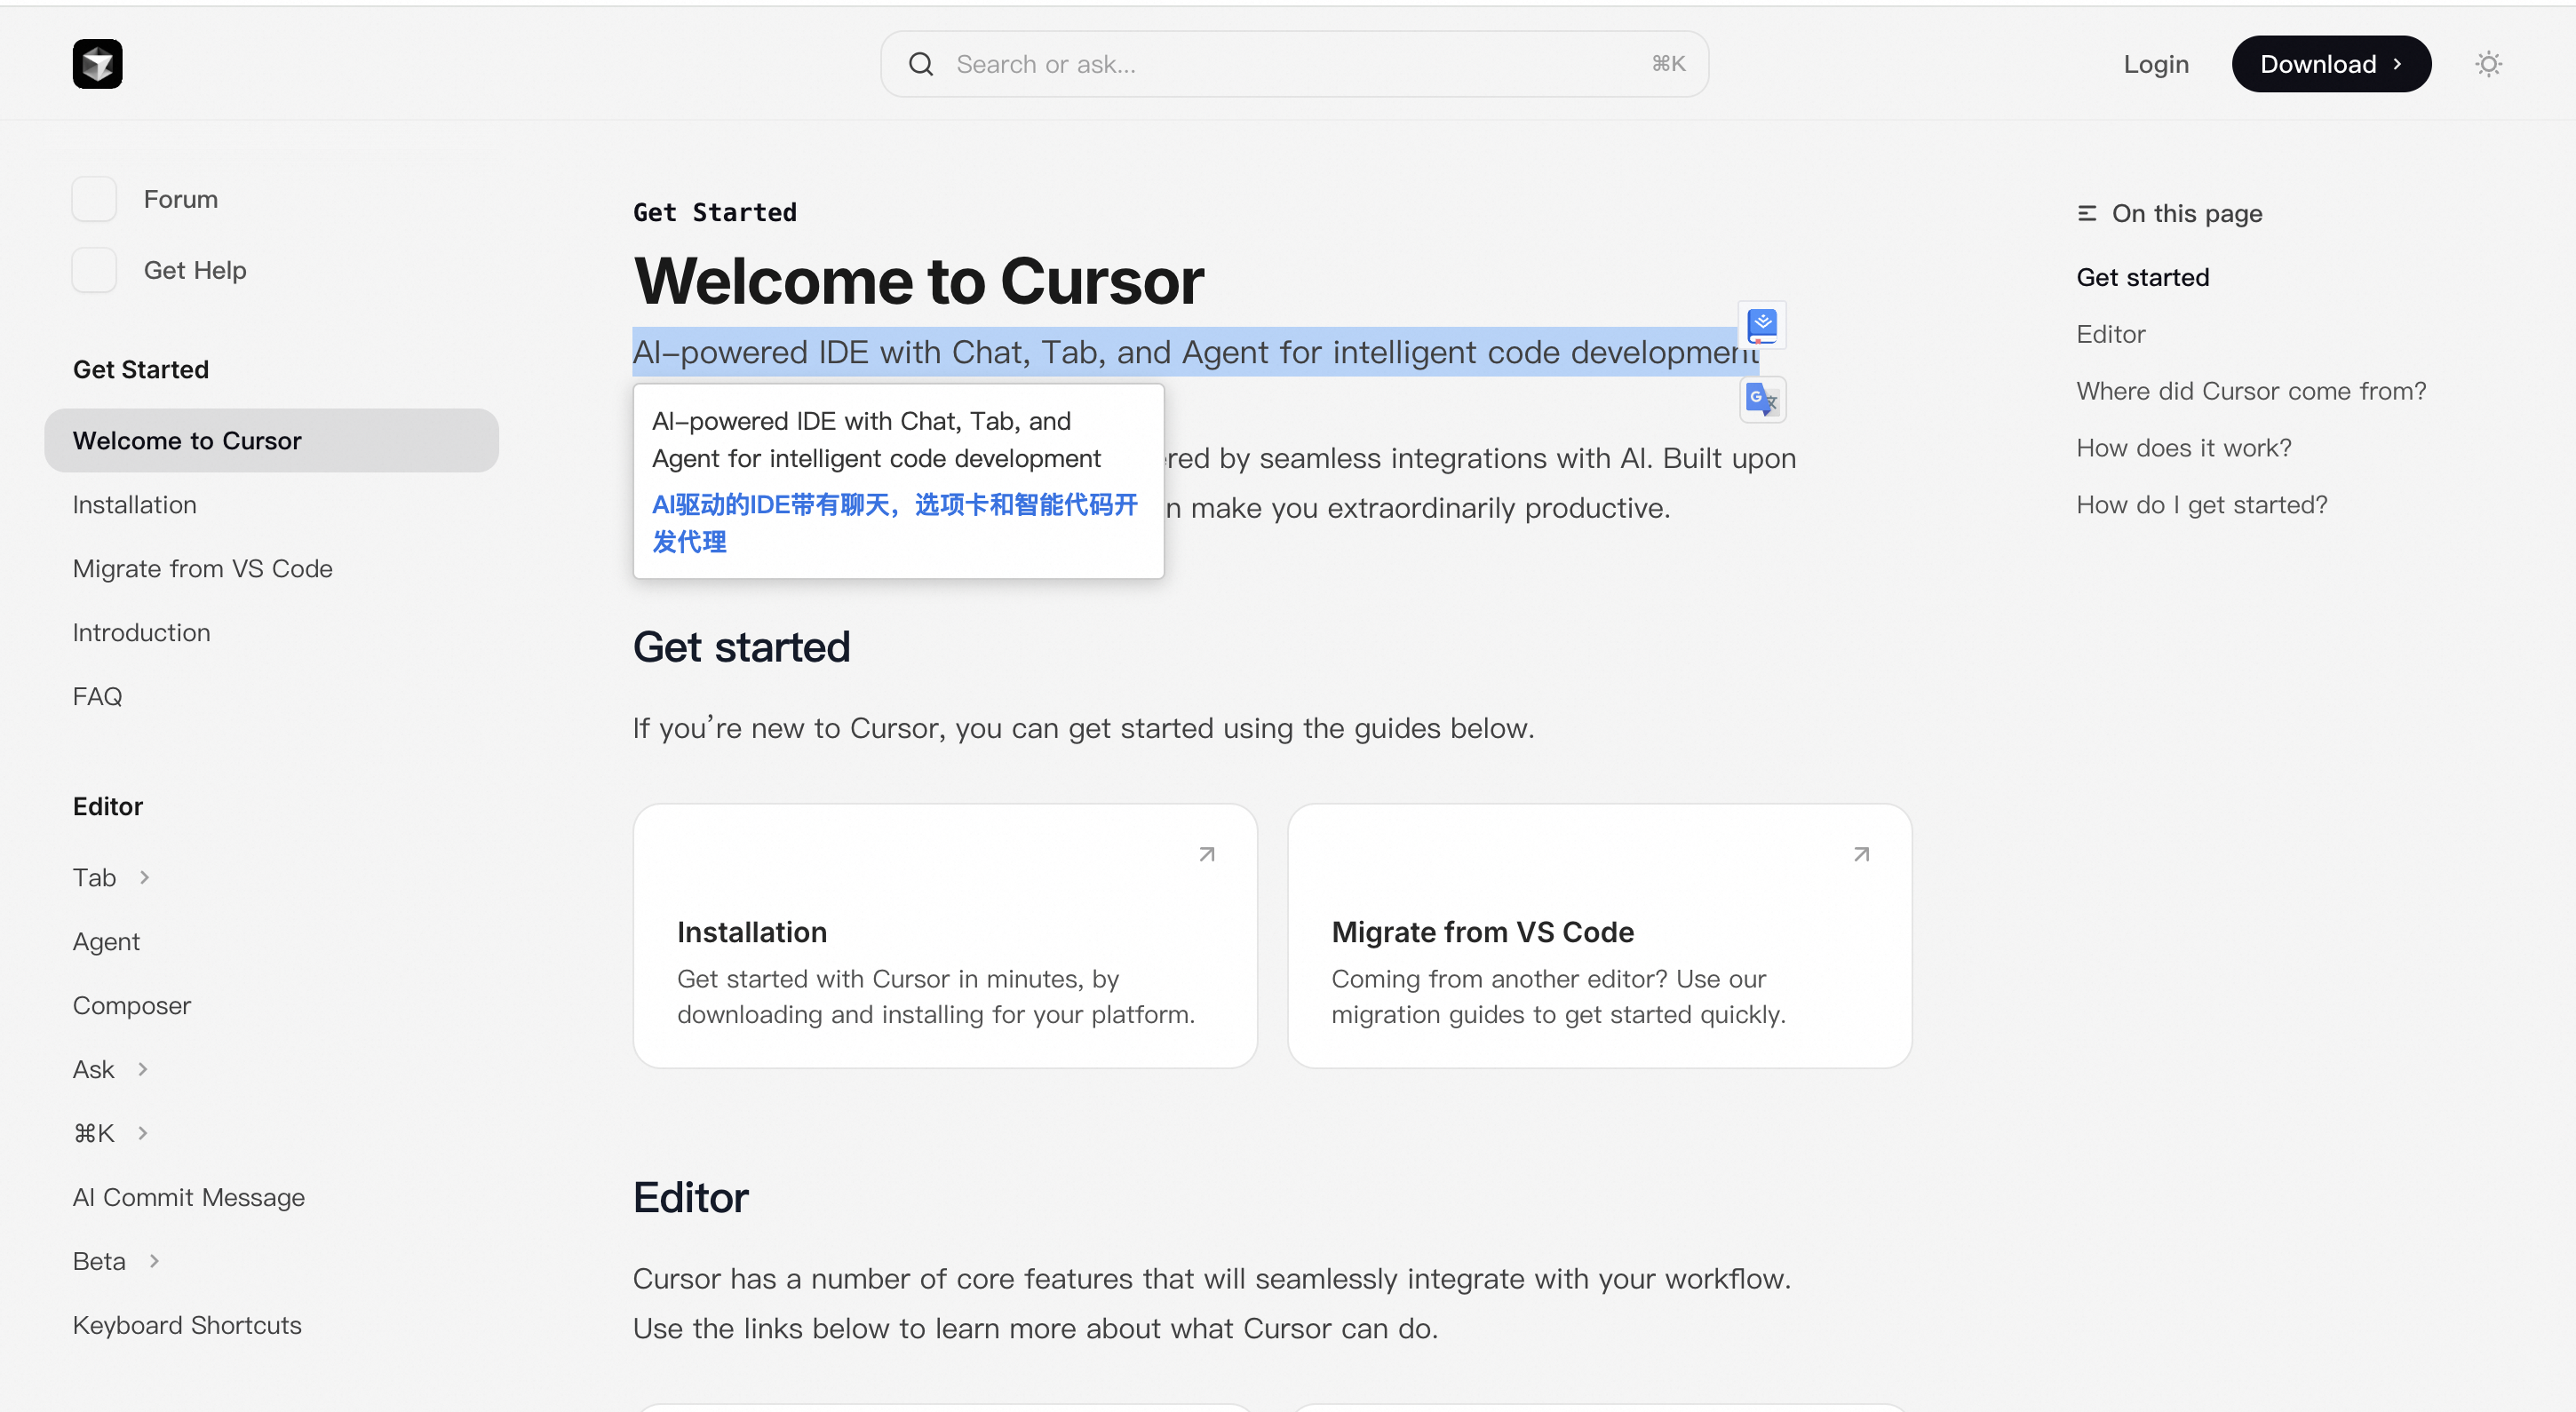 Search or ask...
⌘K
Login
Download
Forum
Get Help
Get Started
Welcome to Cursor
Installation
Migrate from VS Code
Introduction
FAQ
Editor
Tab
Agent
Composer
Ask
⌘K
AI Commit Message
Beta
Keyboard Shortcuts
Get Started
Welcome to Cursor
AI-powered IDE with Chat, Tab, and Agent for intelligent code development
AI-powered IDE with Chat, Tab, and
Agent for intelligent code development
AI驱动的IDE带有聊天，选项卡和智能代码开
发代理
by seamless integrations with AI. Built upon
make you extraordinarily productive.
Get started
If you’re new to Cursor, you can get started using the guides below.
Installation
Get started with Cursor in minutes, by
downloading and installing for your platform.
Migrate from VS Code
Coming from another editor? Use our
migration guides to get started quickly.
Editor
Cursor has a number of core features that will seamlessly integrate with your workflow.
Use the links below to learn more about what Cursor can do.
On this page
Get started
Editor
Where did Cursor come from?
How does it work?
How do I get started?